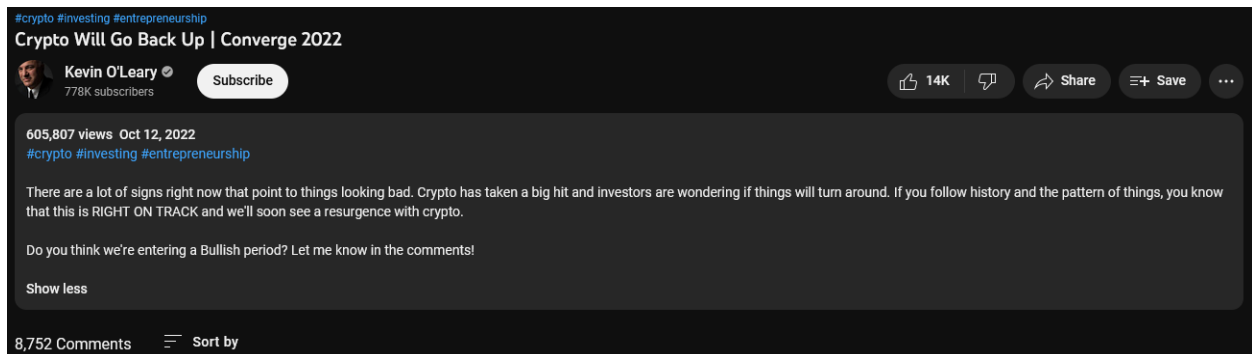 #crypto #investing #entrepreneurship
Crypto Will Go Back Up | Converge 2022
Kevin O'Leary
778K subscribers
Subscribe
14K
Share
Save
605,807 views Oct 12, 2022
#crypto #investing #entrepreneurship
There are a lot of signs right now that point to things looking bad. Crypto has taken a big hit and investors are wondering if things will turn around. If you follow history and the pattern of things, you know
that this is RIGHT ON TRACK and we'll soon see a resurgence with crypto.
Do you think we're entering a Bullish period? Let me know in the comments!
Show less
8,752 Comments
Sort by